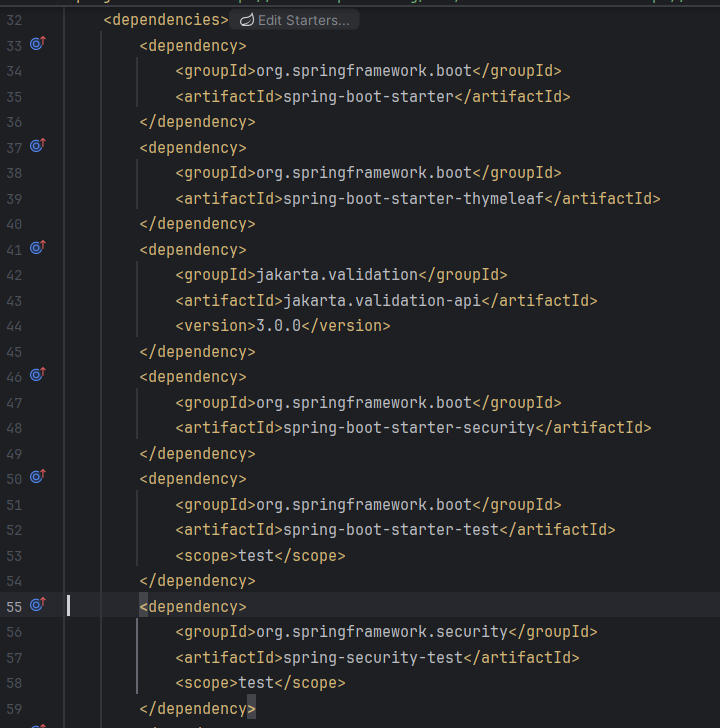 32 <dependencies> Edit Starters...
33 <dependency>
34 <groupId>org.springframework.boot</groupId>
35 <artifactId>spring-boot-starter</artifactId>
36 </dependency>
37 <dependency>
38 <groupId>org.springframework.boot</groupId>
39 <artifactId>spring-boot-starter-thymeleaf</artifactId>
40 </dependency>
41 <dependency>
42 <groupId>jakarta.validation</groupId>
43 <artifactId>jakarta.validation-api</artifactId>
44 <version>3.0.0</version>
45 </dependency>
46 <dependency>
47 <groupId>org.springframework.boot</groupId>
48 <artifactId>spring-boot-starter-security</artifactId>
49 </dependency>
50 <dependency>
51 <groupId>org.springframework.boot</groupId>
52 <artifactId>spring-boot-starter-test</artifactId>
53 <scope>test</scope>
54 </dependency>
55 <dependency>
56 <groupId>org.springframework.security</groupId>
57 <artifactId>spring-security-test</artifactId>
58 <scope>test</scope>
59 </dependency>